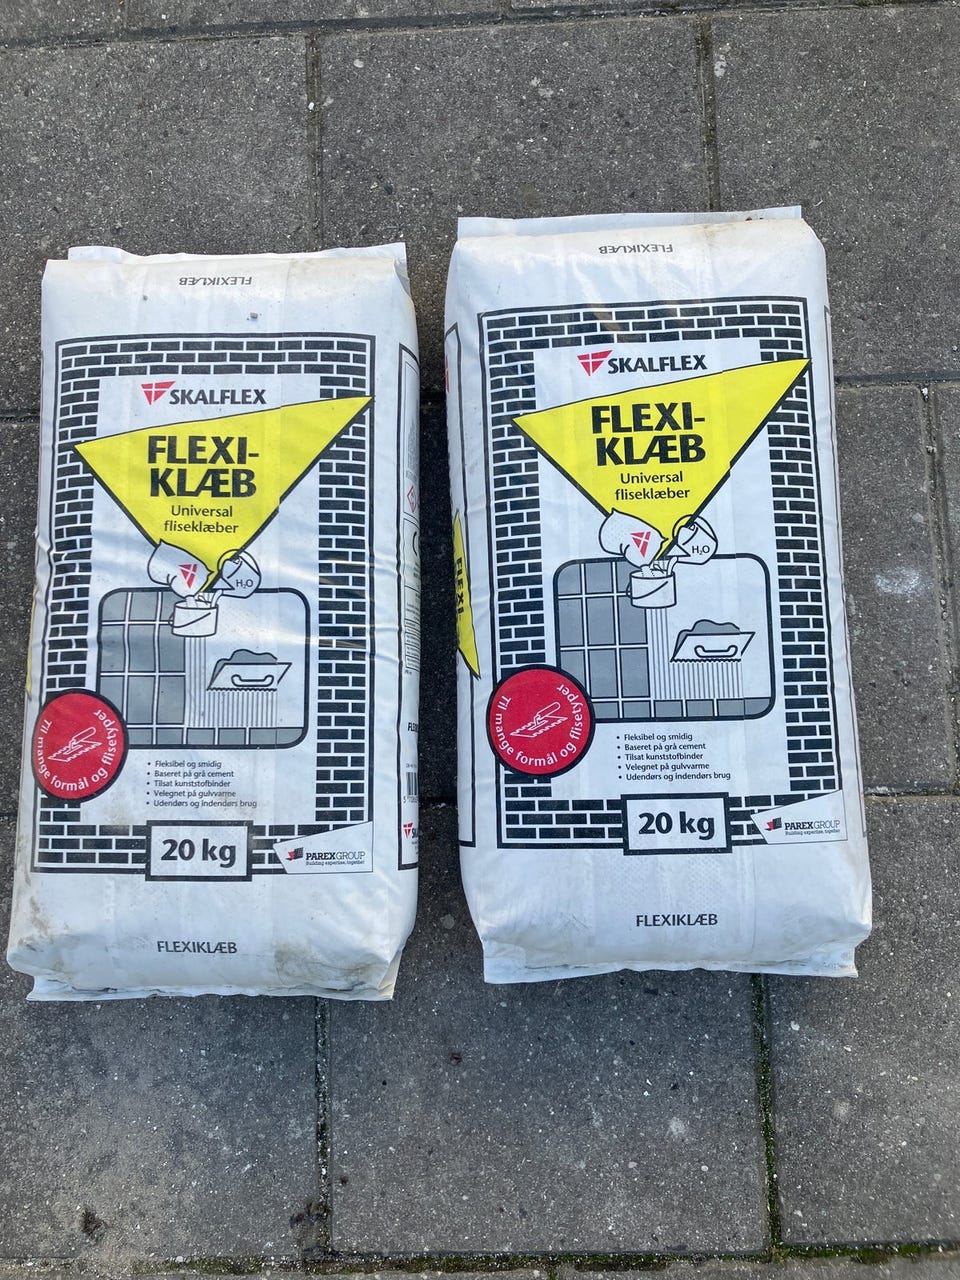 FLEXIKLÆB
SKALFLEX
FLEXI-
KLÆB
Universal
fliseklæber
H₂O
Til mange formål og flisetyper
• Fleksibel og smidig
• Baseret på grå cement
• Tilsat kunststofbinder
• Velegnet på gulvvarme
• Udendørs og indendørs brug
20 kg
PAREXGROUP
Building expertise, together
FLEXIKLÆB
FLEXIKLÆB
SKALFLEX
FLEXI-
KLÆB
Universal
fliseklæber
H₂O
Til mange formål og flisetyper
• Fleksibel og smidig
• Baseret på grå cement
• Tilsat kunststofbinder
• Velegnet på gulvvarme
• Udendørs og indendørs brug
20 kg
PAREXGROUP
Building expertise, together
FLEXIKLÆB
FLEXI-